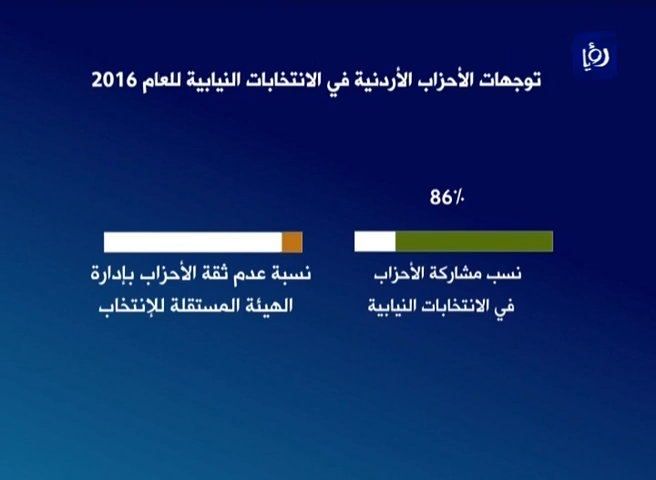 رؤيا
توجهات الأحزاب الأردنية في الانتخابات النيابية للعام 2016
86٪
نسب مشاركة الأحزاب
في الانتخابات النيابية
نسبة عدم ثقة الأحزاب بإدارة
الهيئة المستقلة للإنتخاب